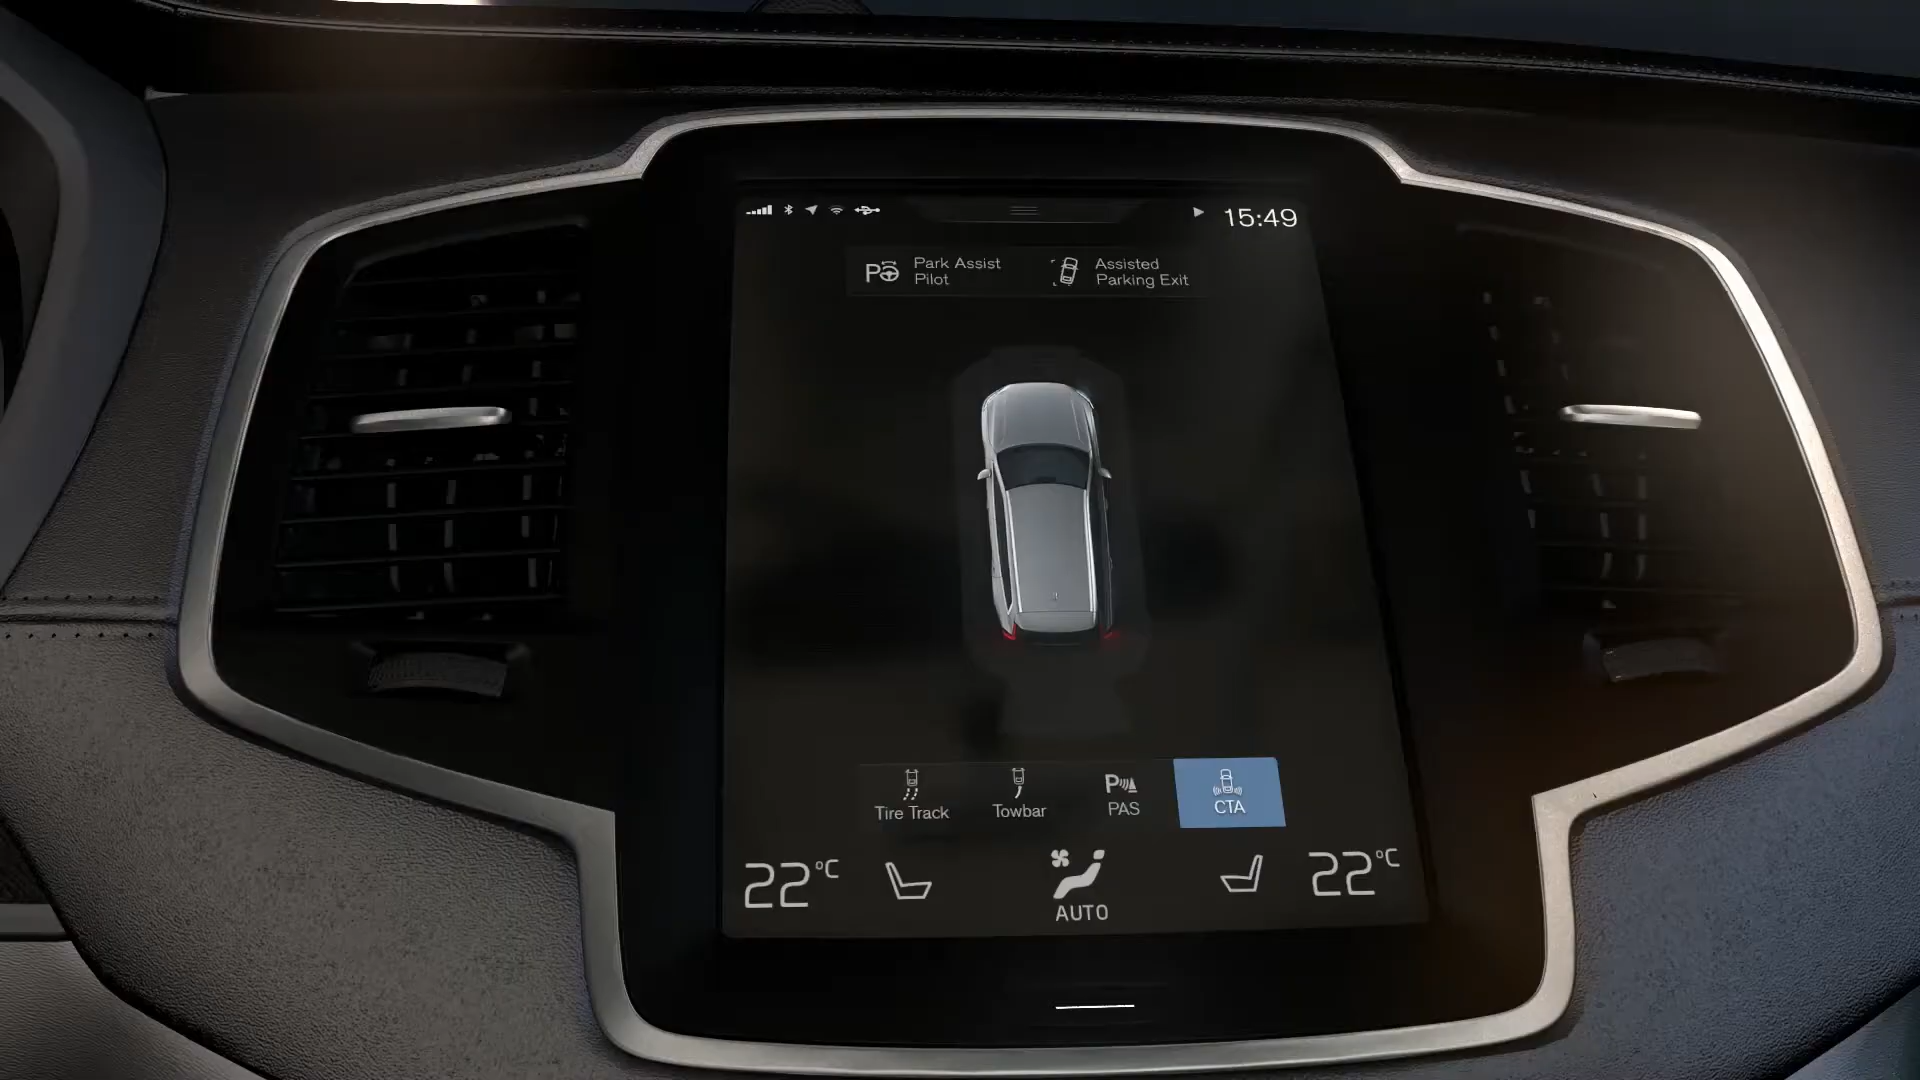 15:49
Park Assist
Pilot
Assisted
Parking Exit
Tire Track
Towbar
PAS
CTA
22°C
AUTO
22°C